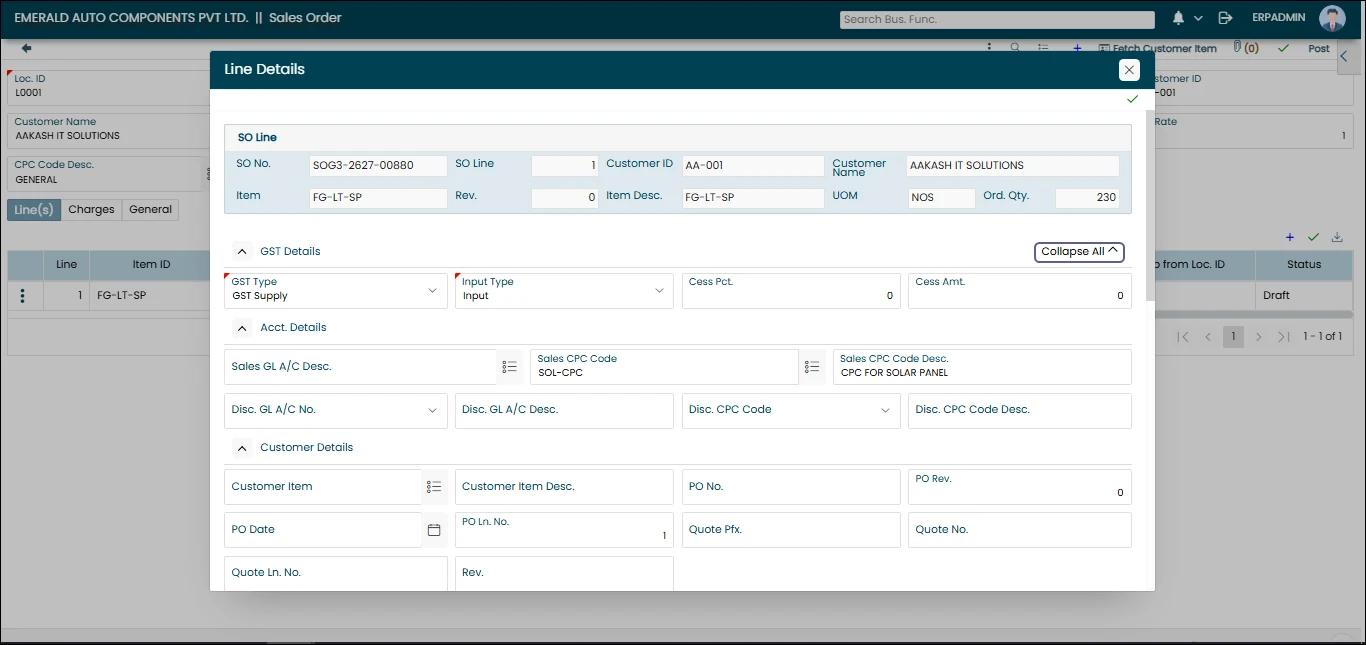 EMERALD AUTO COMPONENTS PVT LTD. || Sales Order
Search Bus. Func.
ERPADMIN
Fetch Customer Item
(0)
Post
Loc. ID
L0001
stomer ID
-001
Customer Name
AAKASH IT SOLUTIONS
Rate
1
CPC Code Desc.
GENERAL
Line(s)
Charges
General
Line
Item ID
from Loc. ID
Status
1
FG-LT-SP
Draft
1
1 - 1 of 1
Line Details
SO Line
SO No.
SOG3-2627-00880
SO Line
1
Customer ID
AA-001
Customer Name
AAKASH IT SOLUTIONS
Item
FG-LT-SP
Rev.
0
Item Desc.
FG-LT-SP
UOM
NOS
Ord. Qty.
230
GST Details
Collapse All
GST Type
GST Supply
Input Type
Input
Cess Pct.
0
Cess Amt.
0
Acct. Details
Sales GL A/C Desc.
Sales CPC Code
SOL-CPC
Sales CPC Code Desc.
CPC FOR SOLAR PANEL
Disc. GL A/C No.
Disc. GL A/C Desc.
Disc. CPC Code
Disc. CPC Code Desc.
Customer Details
Customer Item
Customer Item Desc.
PO No.
PO Rev.
0
PO Date
PO Ln. No.
1
Quote Pfx.
Quote No.
Quote Ln. No.
Rev.